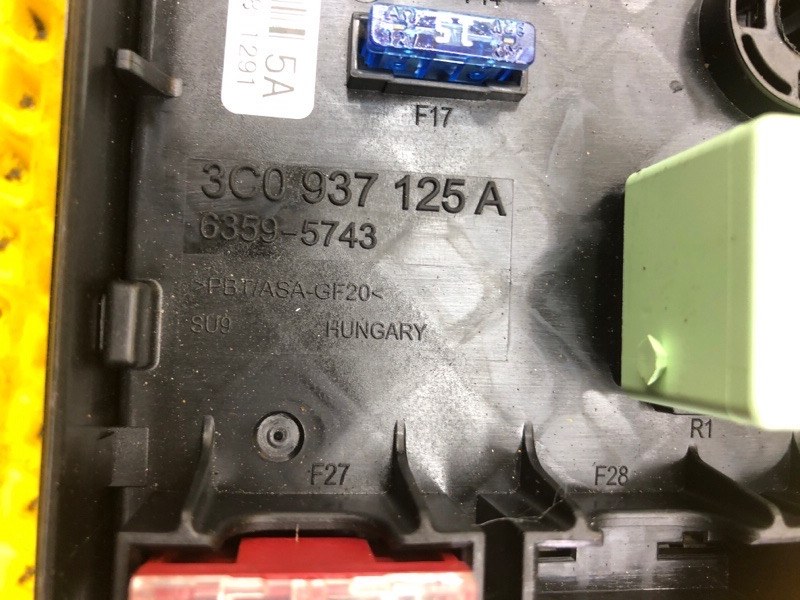 5A
1291
15
F17
3C0 937 125 A
6359-5743
>PBT/ASA-GF20<
SU9 HUNGARY
R1
F27 F28